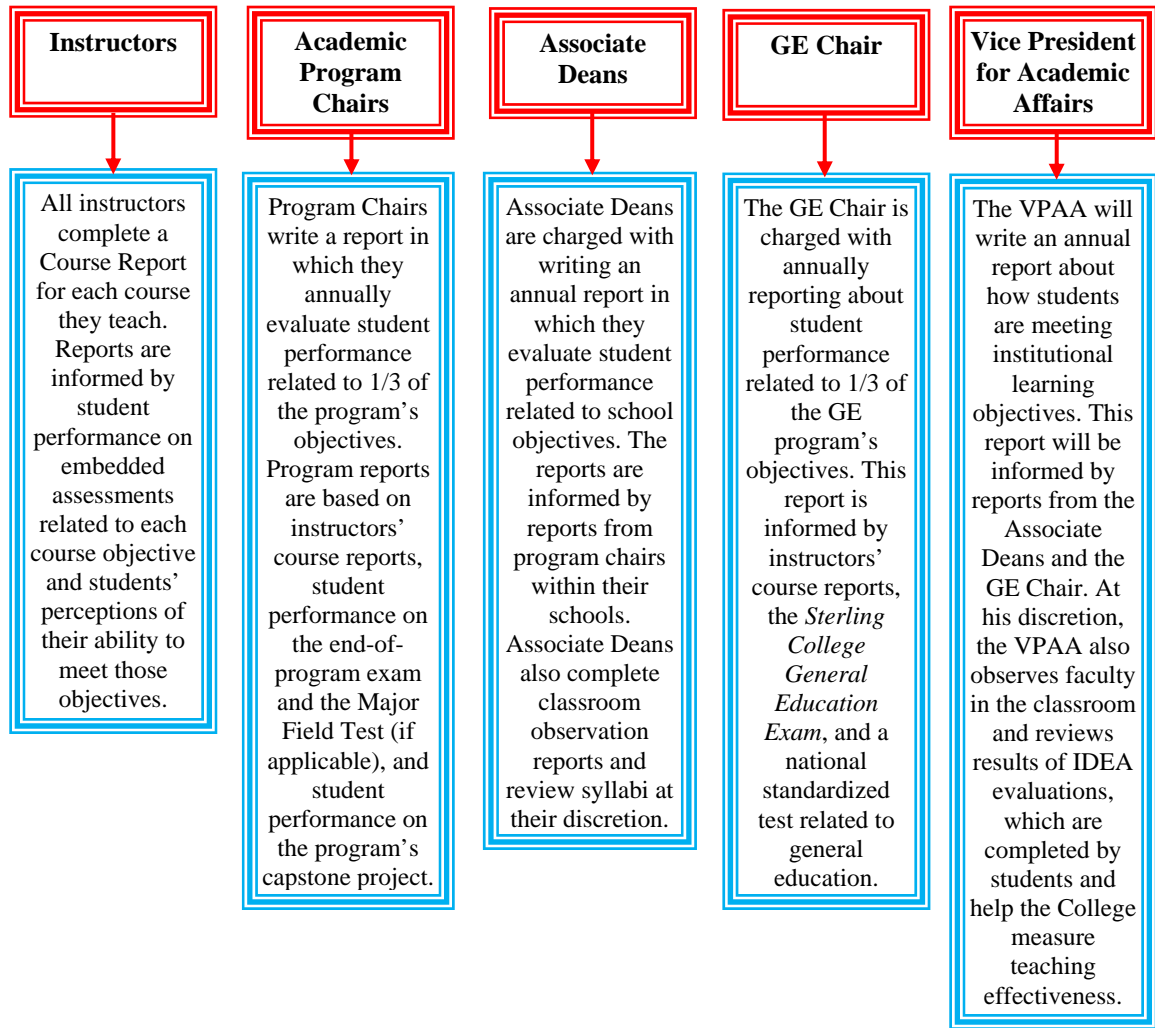 Instructors
All instructors
complete a
Course Report
for each course
they teach.
Reports are
informed by
student
performance on
embedded
assessments
related to each
course objective
and students’
perceptions of
their ability to
meet those
objectives.
Academic
Program
Chairs
Program Chairs
write a report in
which they
annually
evaluate student
performance
related to 1/3 of
the program’s
objectives.
Program reports
are based on
instructors’
course reports,
student
performance on
the end-of-
program exam
and the Major
Field Test (if
applicable), and
student
performance on
the program’s
capstone project.
Associate
Deans
Associate Deans
are charged with
writing an
annual report in
which they
evaluate student
performance
related to school
objectives. The
reports are
informed by
reports from
program chairs
within their
schools.
Associate Deans
also complete
classroom
observation
reports and
review syllabi at
their discretion.
GE Chair
The GE Chair is
charged with
annually
reporting about
student
performance
related to 1/3 of
the GE
program’s
objectives. This
report is
informed by
instructors’
course reports,
the Sterling
College
General
Education
Exam, and a
national
standardized
test related to
general
education.
Vice President
for Academic
Affairs
The VPAA will
write an annual
report about
how students
are meeting
institutional
learning
objectives. This
report will be
informed by
reports from the
Associate
Deans and the
GE Chair. At
his discretion,
the VPAA also
observes faculty
in the classroom
and reviews
results of IDEA
evaluations,
which are
completed by
students and
help the College
measure
teaching
effectiveness.